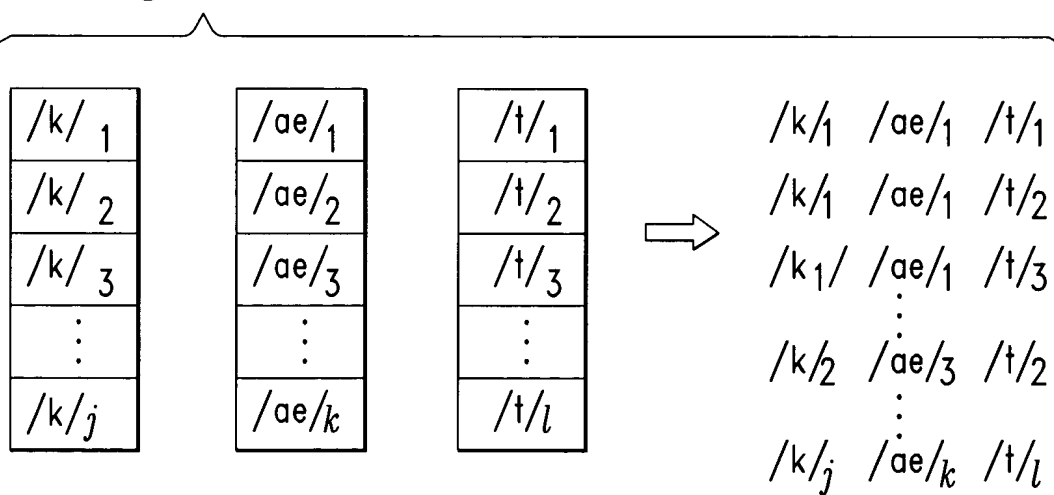 /k/ 1 /ae/1 /t/1 /k/1 /ae/1 /t/1
/k/ 2 /ae/2 /t/2 /k/1 /ae/1 /t/2
/k/ 3 /ae/3 /t/3 /k1/ /ae/1 /t/3
⋮ ⋮ ⋮ ⋮
/k/2 /ae/3 /t/2
/k/j /ae/k /t/l ⋮
/k/j /ae/k /t/l